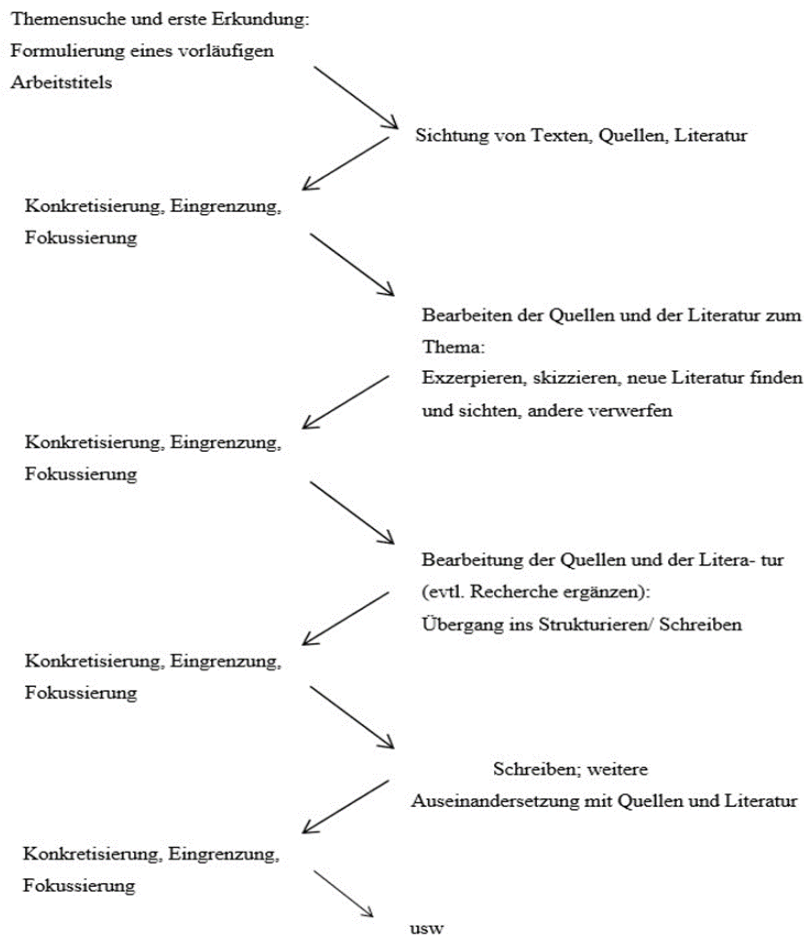 Themensuche und erste Erkundung:
Formulierung eines vorläufigen
Arbeitstitels
Sichtung von Texten, Quellen, Literatur
Konkretisierung, Eingrenzung,
Fokussierung
Bearbeiten der Quellen und der Literatur zum
Thema:
Exzerpieren, skizzieren, neue Literatur finden
und sichten, andere verwerfen
Konkretisierung, Eingrenzung,
Fokussierung
Bearbeitung der Quellen und der Litera- tur
(evtl. Recherche ergänzen):
Übergang ins Strukturieren/ Schreiben
Konkretisierung, Eingrenzung,
Fokussierung
Schreiben; weitere
Auseinandersetzung mit Quellen und Literatur
Konkretisierung, Eingrenzung,
Fokussierung
usw